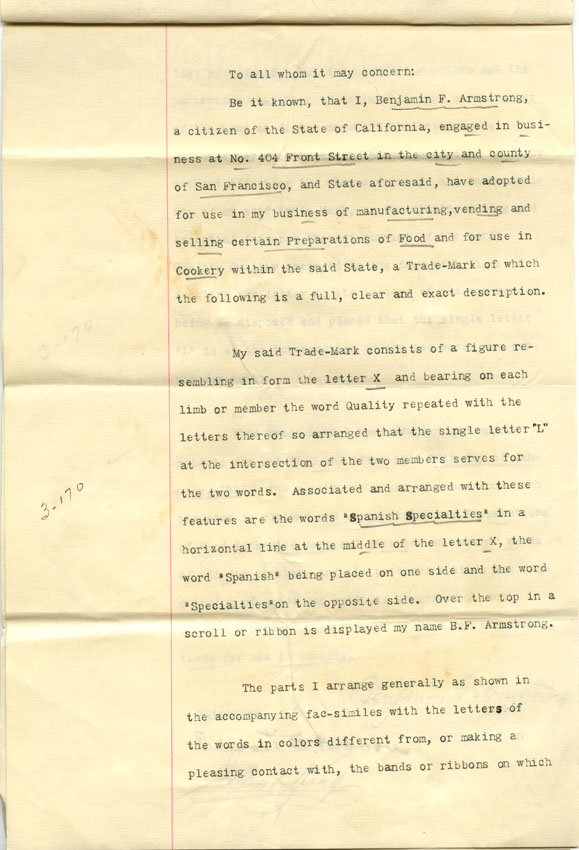 To all whom it may concern:
Be it known, that I, Benjamin F. Armstrong,
a citizen of the State of California, engaged in busi-
ness at No. 404 Front Street in the city and county
of San Francisco, and State aforesaid, have adopted
for use in my business of manufacturing,vending and
selling certain Preparations of Food and for use in
Cookery within the said State, a Trade-Mark of which
the following is a full, clear and exact description.
My said Trade-Mark consists of a figure re-
sembling in form the letter X and bearing on each
limb or member the word Quality repeated with the
letters thereof so arranged that the single letter "L"
at the intersection of the two members serves for
the two words. Associated and arranged with these
features are the words "Spanish Specialties" in a
horizontal line at the middle of the letter X, the
word "Spanish" being placed on one side and the word
"Specialties"on the opposite side. Over the top in a
scroll or ribbon is displayed my name B.F. Armstrong.
The parts I arrange generally as shown in
the accompanying fac-similes with the letters of
the words in colors different from, or making a
pleasing contact with, the bands or ribbons on which
3-170